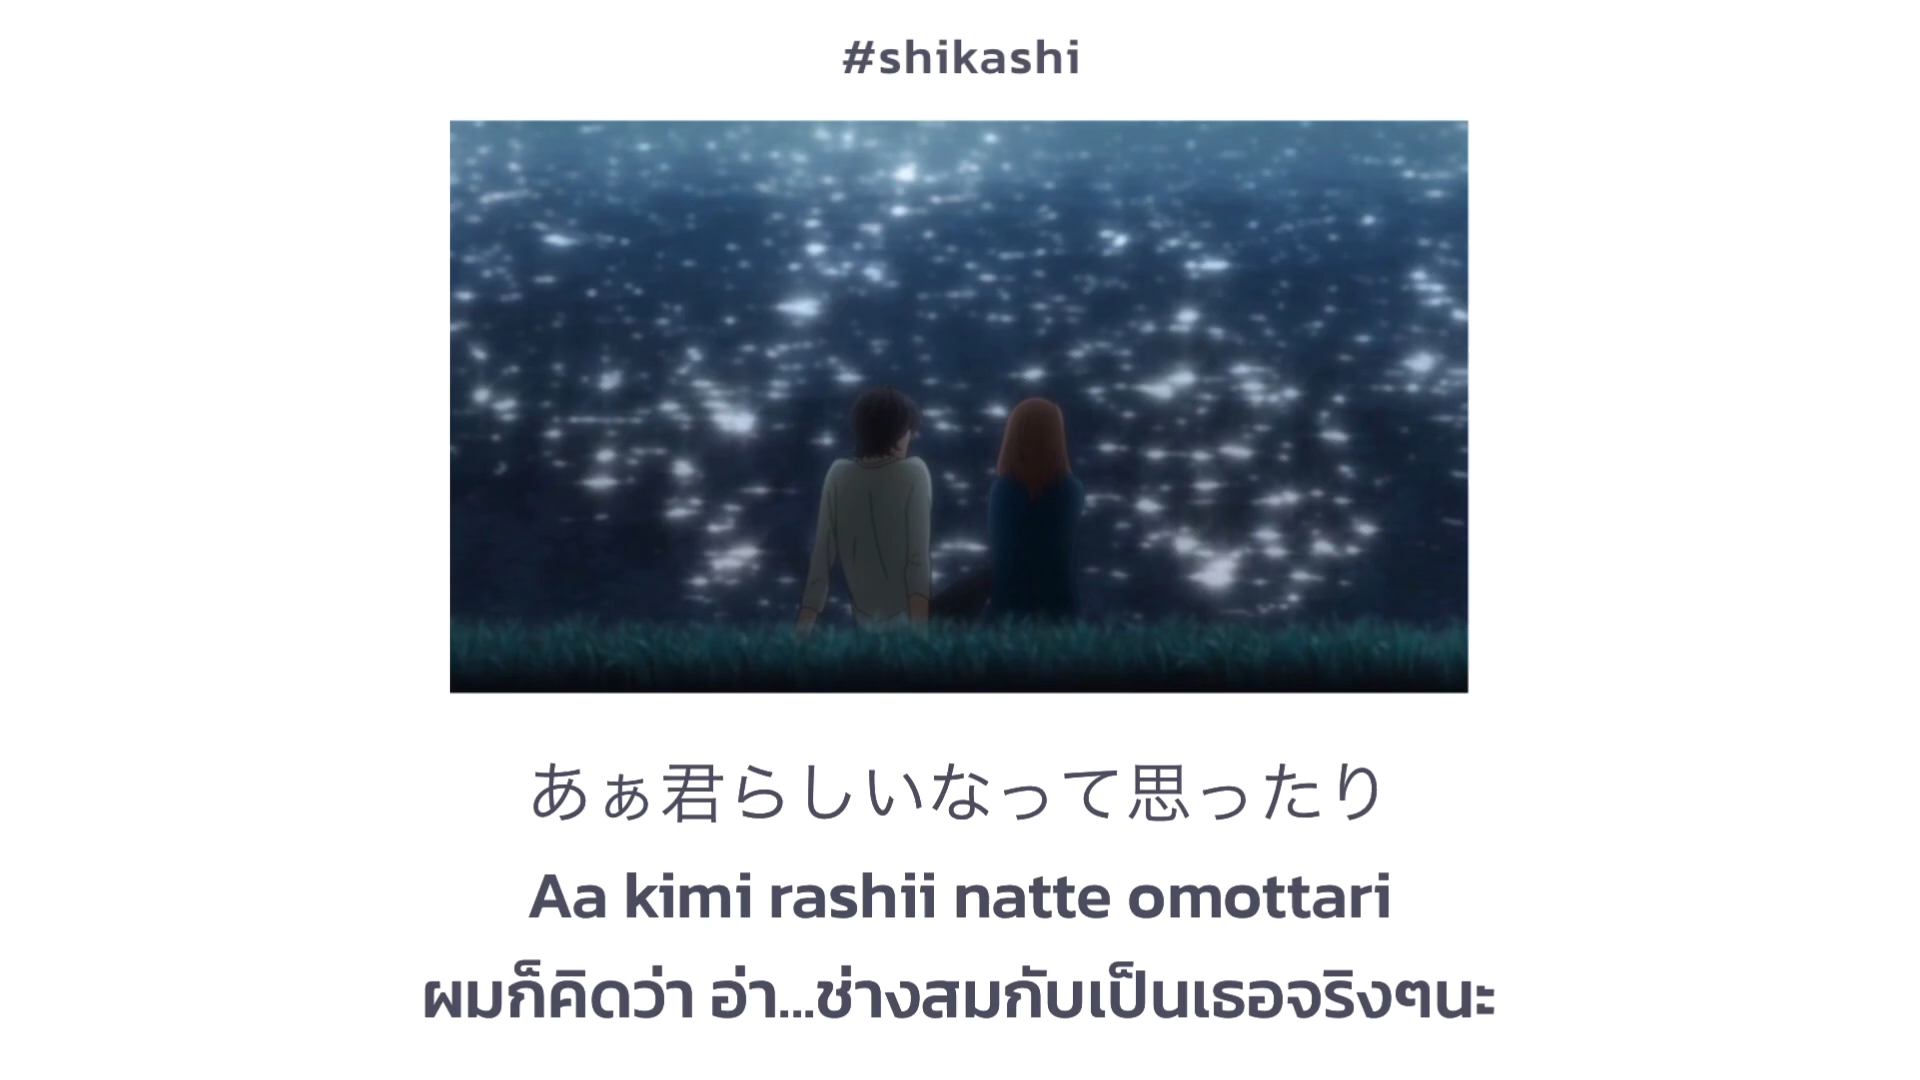 #shikashi
あぁ君らしいなって思ったり
Aa kimi rashii natte omottari
ผมก็คิดว่า อ่า...ช่างสมกับเป็นเธอจริงๆนะ